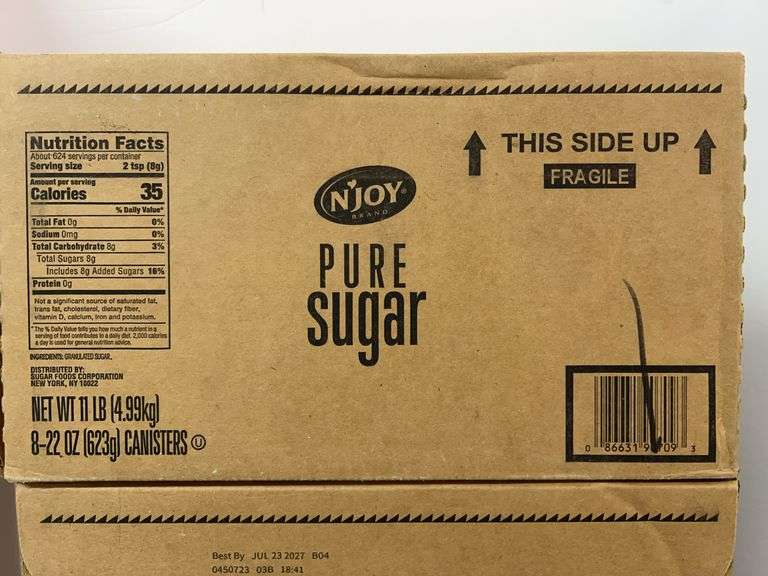 Nutrition Facts
About 624 servings per container
Serving size 2 tsp (8g)
Amount per serving
Calories 35
% Daily Value*
Total Fat 0g 0%
Sodium 0mg 0%
Total Carbohydrate 8g 3%
Total Sugars 8g
Includes 8g Added Sugars 16%
Protein 0g
Not a significant source of saturated fat,
trans fat, cholesterol, dietary fiber,
vitamin D, calcium, iron and potassium.
*The % Daily Value tells you how much a nutrient in a
serving of food contributes to a daily diet. 2,000 calories
a day is used for general nutrition advice.
INGREDIENTS: GRANULATED SUGAR.
DISTRIBUTED BY:
SUGAR FOODS CORPORATION
NEW YORK, NY 10022
NET WT 11 LB (4.99kg)
8-22 OZ (623g) CANISTERS U
N'JOY®
BRAND
PURE
sugar
THIS SIDE UP
FRAGILE
0 86631 9 09 3
Best By JUL 23 2027 B04
0450723 03B 18:41